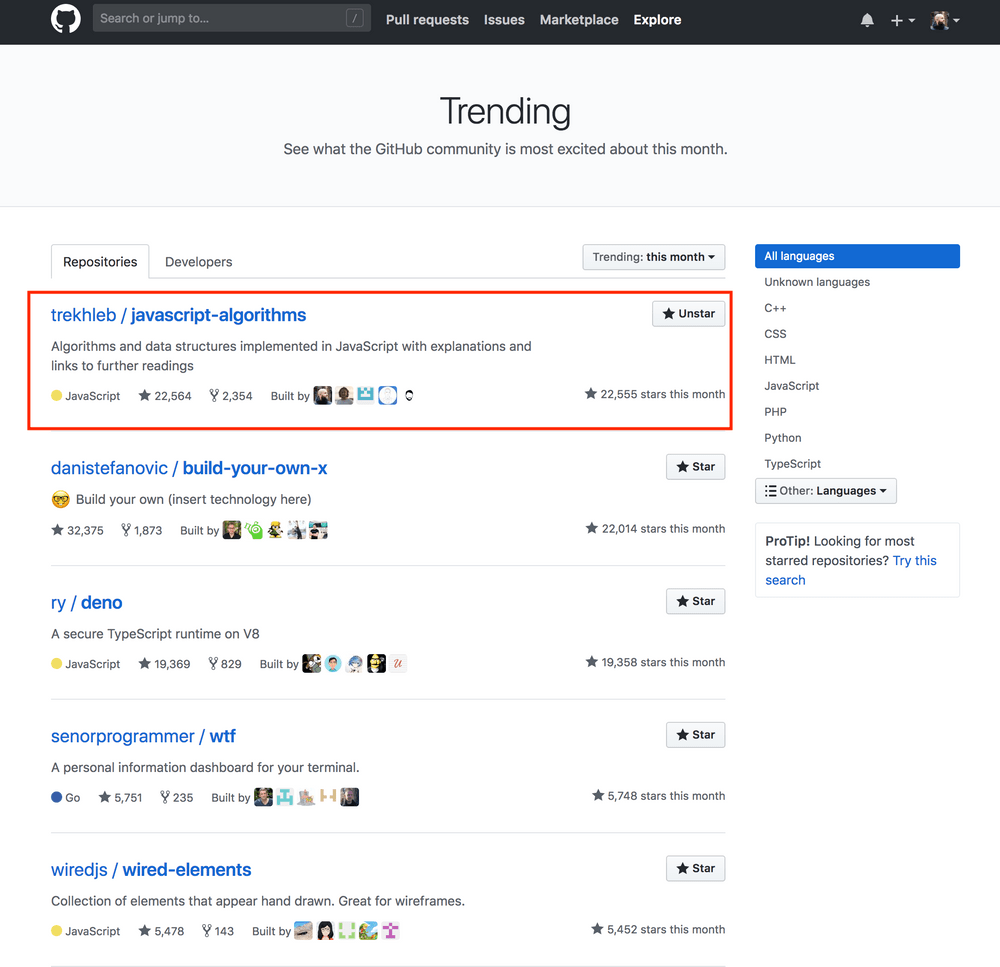 Search or jump to... / Pull requests Issues Marketplace Explore
Trending
See what the GitHub community is most excited about this month.
Repositories Developers Trending: this month
trekhleb / javascript-algorithms Unstar
Algorithms and data structures implemented in JavaScript with explanations and
links to further readings
JavaScript 22,564 2,354 Built by 22,555 stars this month
danistefanovic / build-your-own-x Star
🤓 Build your own (insert technology here)
32,375 1,873 Built by 22,014 stars this month
ry / deno Star
A secure TypeScript runtime on V8
JavaScript 19,369 829 Built by 19,358 stars this month
senorprogrammer / wtf Star
A personal information dashboard for your terminal.
Go 5,751 235 Built by 5,748 stars this month
wiredjs / wired-elements Star
Collection of elements that appear hand drawn. Great for wireframes.
JavaScript 5,478 143 Built by 5,452 stars this month
All languages
Unknown languages
C++
CSS
HTML
JavaScript
PHP
Python
TypeScript
Other: Languages
ProTip! Looking for most
starred repositories? Try this
search